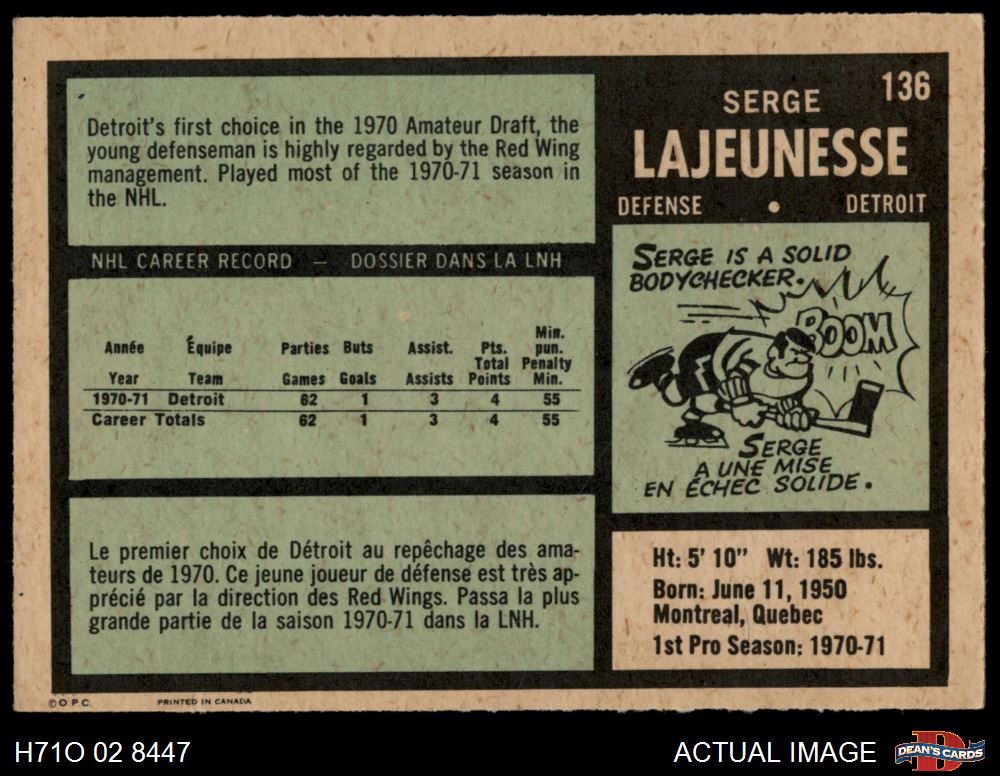 Detroit's first choice in the 1970 Amateur Draft, the
young defenseman is highly regarded by the Red Wing
management. Played most of the 1970-71 season in
the NHL.
NHL CAREER RECORD — DOSSIER DANS LA LNH
Année Équipe Parties Buts Assist. Pts. Total Min. pun.
Year Team Games Goals Assists Points Penalty Min.
1970-71 Detroit 62 1 3 4 55
Career Totals 62 1 3 4 55
Le premier choix de Détroit au repêchage des ama-
teurs de 1970. Ce jeune joueur de défense est très ap-
précié par la direction des Red Wings. Passa la plus
grande partie de la saison 1970-71 dans la LNH.
136
SERGE
LAJEUNESSE
DEFENSE • DETROIT
SERGE IS A SOLID
BODYCHECKER.
BOOM
SERGE
A UNE MISE
EN ÉCHEC SOLIDE.
Ht: 5' 10" Wt: 185 lbs.
Born: June 11, 1950
Montreal, Quebec
1st Pro Season: 1970-71
© O.P.C. PRINTED IN CANADA
H71O 02 8447 ACTUAL IMAGE D DEAN'S CARDS